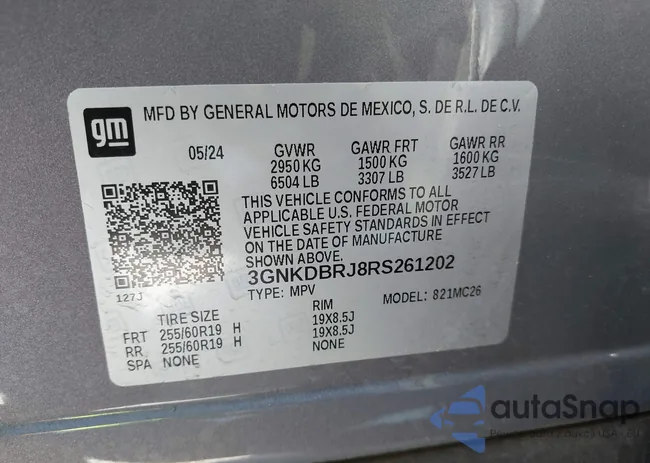 gm
MFD BY GENERAL MOTORS DE MEXICO, S. DE R.L. DE C.V.
05/24 GVWR GAWR FRT GAWR RR
2950 KG 1500 KG 1600 KG
6504 LB 3307 LB 3527 LB
THIS VEHICLE CONFORMS TO ALL
APPLICABLE U.S. FEDERAL MOTOR
VEHICLE SAFETY STANDARDS IN EFFECT
ON THE DATE OF MANUFACTURE
SHOWN ABOVE.
3GNKDBRJ8RS261202
127J
TYPE: MPV MODEL: 821MC26
TIRE SIZE RIM
FRT 255/60R19 H 19X8.5J
RR. 255/60R19 H 19X8.5J
SPA NONE NONE
autoSnap